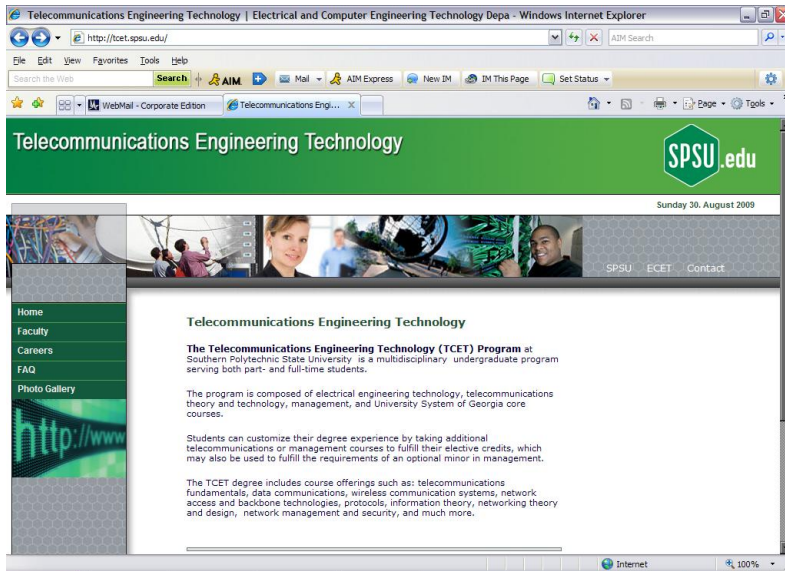 Telecommunications Engineering Technology | Electrical and Computer Engineering Technology Depa - Windows Internet Explorer
http://tcet.spsu.edu/
AIM Search
File Edit View Favorites Tools Help
Search the Web Search AIM Mail AIM Express New IM IM This Page Set Status
WebMail - Corporate Edition Telecommunications Engi... X Page Tools
Telecommunications Engineering Technology
SPSU.edu
Sunday 30. August 2009
SPSU ECET Contact
Home
Faculty
Careers
FAQ
Photo Gallery
http://www
Telecommunications Engineering Technology
The Telecommunications Engineering Technology (TCET) Program at
Southern Polytechnic State University is a multidisciplinary undergraduate program
serving both part- and full-time students.
The program is composed of electrical engineering technology, telecommunications
theory and technology, management, and University System of Georgia core
courses.
Students can customize their degree experience by taking additional
telecommunications or management courses to fulfill their elective credits, which
may also be used to fulfill the requirements of an optional minor in management.
The TCET degree includes course offerings such as: telecommunications
fundamentals, data communications, wireless communication systems, network
access and backbone technologies, protocols, information theory, networking theory
and design, network management and security, and much more.
Internet 100%